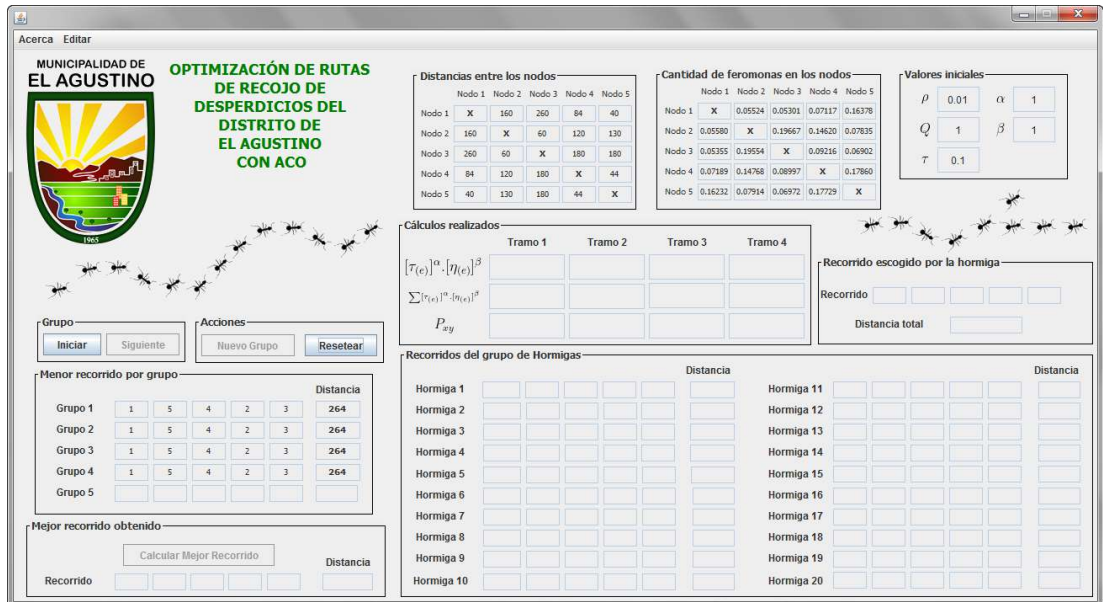 Acerca Editar
MUNICIPALIDAD DE
EL AGUSTINO
1965
OPTIMIZACIÓN DE RUTAS
DE RECOJO DE
DESPERDICIOS DEL
DISTRITO DE
EL AGUSTINO
CON ACO
Distancias entre los nodos
Nodo 1 Nodo 2 Nodo 3 Nodo 4 Nodo 5
Nodo 1 X 160 260 84 40
Nodo 2 160 X 60 120 130
Nodo 3 260 60 X 180 180
Nodo 4 84 120 180 X 44
Nodo 5 40 130 180 44 X
Cantidad de feromonas en los nodos
Nodo 1 Nodo 2 Nodo 3 Nodo 4 Nodo 5
Nodo 1 X 0.05524 0.05301 0.07117 0.16378
Nodo 2 0.05580 X 0.19667 0.14620 0.07835
Nodo 3 0.05355 0.19554 X 0.09216 0.06902
Nodo 4 0.07189 0.14768 0.08997 X 0.17860
Nodo 5 0.16232 0.07914 0.06972 0.17729 X
Valores iniciales
ρ 0.01 α 1
Q 1 β 1
τ 0.1
Cálculos realizados
Tramo 1 Tramo 2 Tramo 3 Tramo 4
[τ(e)]^α.[η(e)]^β
∑[τ(e)]^α.[η(e)]^β
P_xy
Recorrido escogido por la hormiga
Recorrido
Distancia total
Grupo
Iniciar Siguiente
Acciones
Nuevo Grupo Resetear
Menor recorrido por grupo
Distancia
Grupo 1 1 5 4 2 3 264
Grupo 2 1 5 4 2 3 264
Grupo 3 1 5 4 2 3 264
Grupo 4 1 5 4 2 3 264
Grupo 5
Mejor recorrido obtenido
Calcular Mejor Recorrido
Distancia
Recorrido
Recorridos del grupo de Hormigas
Distancia Distancia
Hormiga 1 Hormiga 11
Hormiga 2 Hormiga 12
Hormiga 3 Hormiga 13
Hormiga 4 Hormiga 14
Hormiga 5 Hormiga 15
Hormiga 6 Hormiga 16
Hormiga 7 Hormiga 17
Hormiga 8 Hormiga 18
Hormiga 9 Hormiga 19
Hormiga 10 Hormiga 20